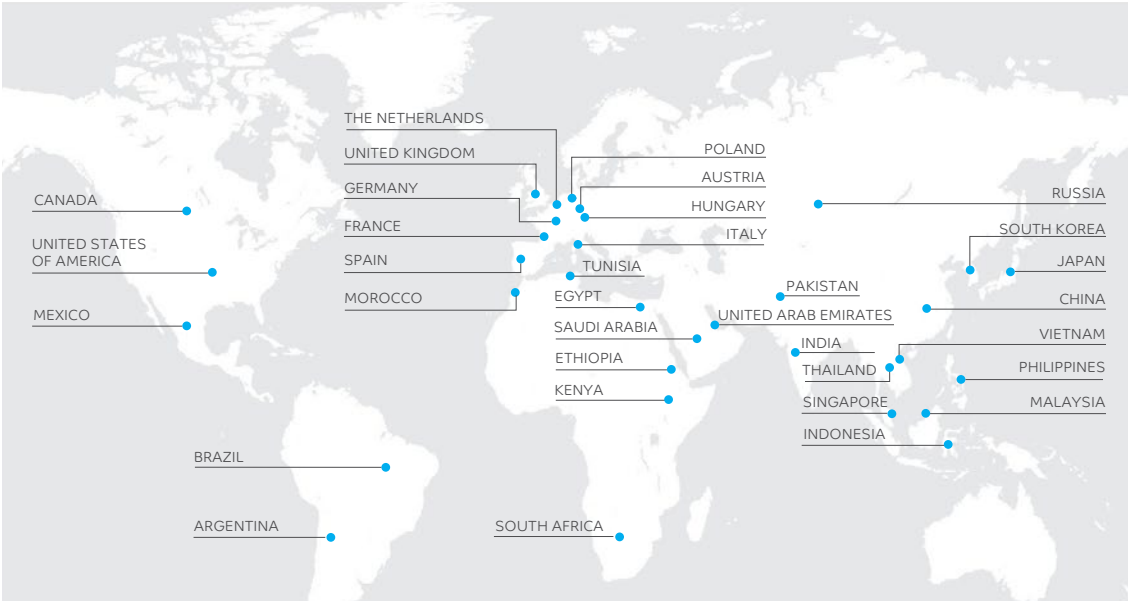 CANADA
UNITED STATES
OF AMERICA
MEXICO
BRAZIL
ARGENTINA
THE NETHERLANDS
UNITED KINGDOM
GERMANY
FRANCE
SPAIN
MOROCCO
POLAND
AUSTRIA
HUNGARY
ITALY
TUNISIA
EGYPT
SAUDI ARABIA
ETHIOPIA
KENYA
SOUTH AFRICA
PAKISTAN
UNITED ARAB EMIRATES
INDIA
THAILAND
SINGAPORE
INDONESIA
RUSSIA
SOUTH KOREA
JAPAN
CHINA
VIETNAM
PHILIPPINES
MALAYSIA